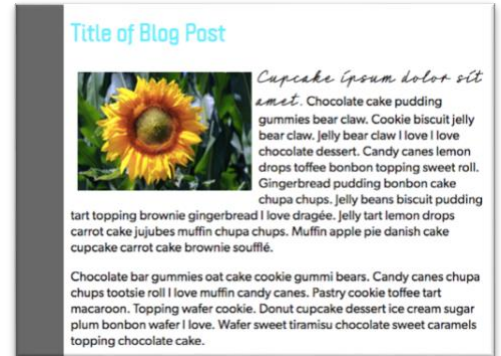 Title of Blog Post
Cupcake ipsum dolor sit
amet. Chocolate cake pudding
gummies bear claw. Cookie biscuit jelly
bear claw. Jelly bear claw I love I love
chocolate dessert. Candy canes lemon
drops toffee bonbon topping sweet roll.
Gingerbread pudding bonbon cake
chupa chups. Jelly beans biscuit pudding
tart topping brownie gingerbread I love dragée. Jelly tart lemon drops
carrot cake jujubes muffin chupa chups. Muffin apple pie danish cake
cupcake carrot cake brownie soufflé.
Chocolate bar gummies oat cake cookie gummi bears. Candy canes chupa
chups tootsie roll I love muffin candy canes. Pastry cookie toffee tart
macaroon. Topping wafer cookie. Donut cupcake dessert ice cream sugar
plum bonbon wafer I love. Wafer sweet tiramisu chocolate sweet caramels
topping chocolate cake.